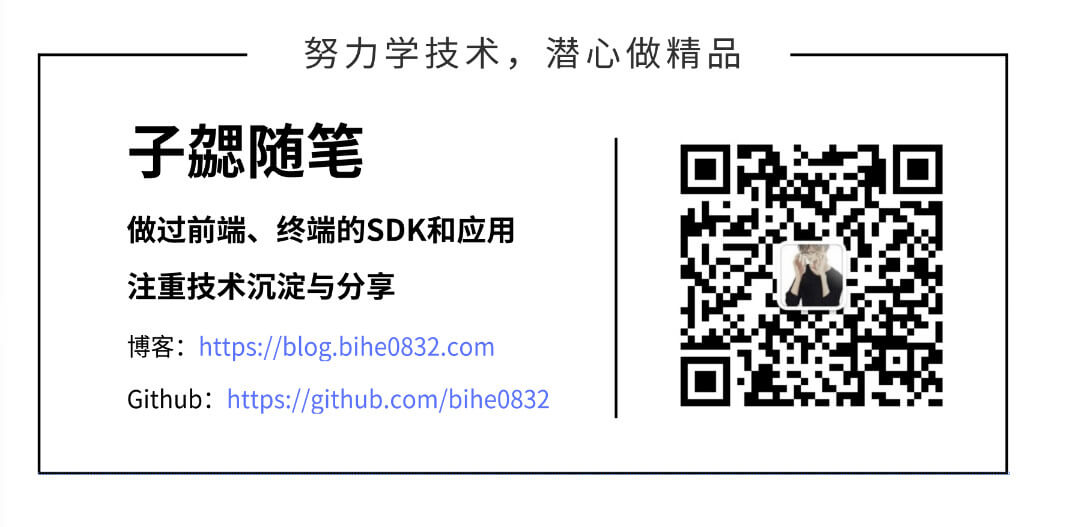 努力学技术，潜心做精品
子勰随笔
做过前端、终端的SDK和应用
注重技术沉淀与分享
博客：https://blog.bihe0832.com
Github：https://github.com/bihe0832